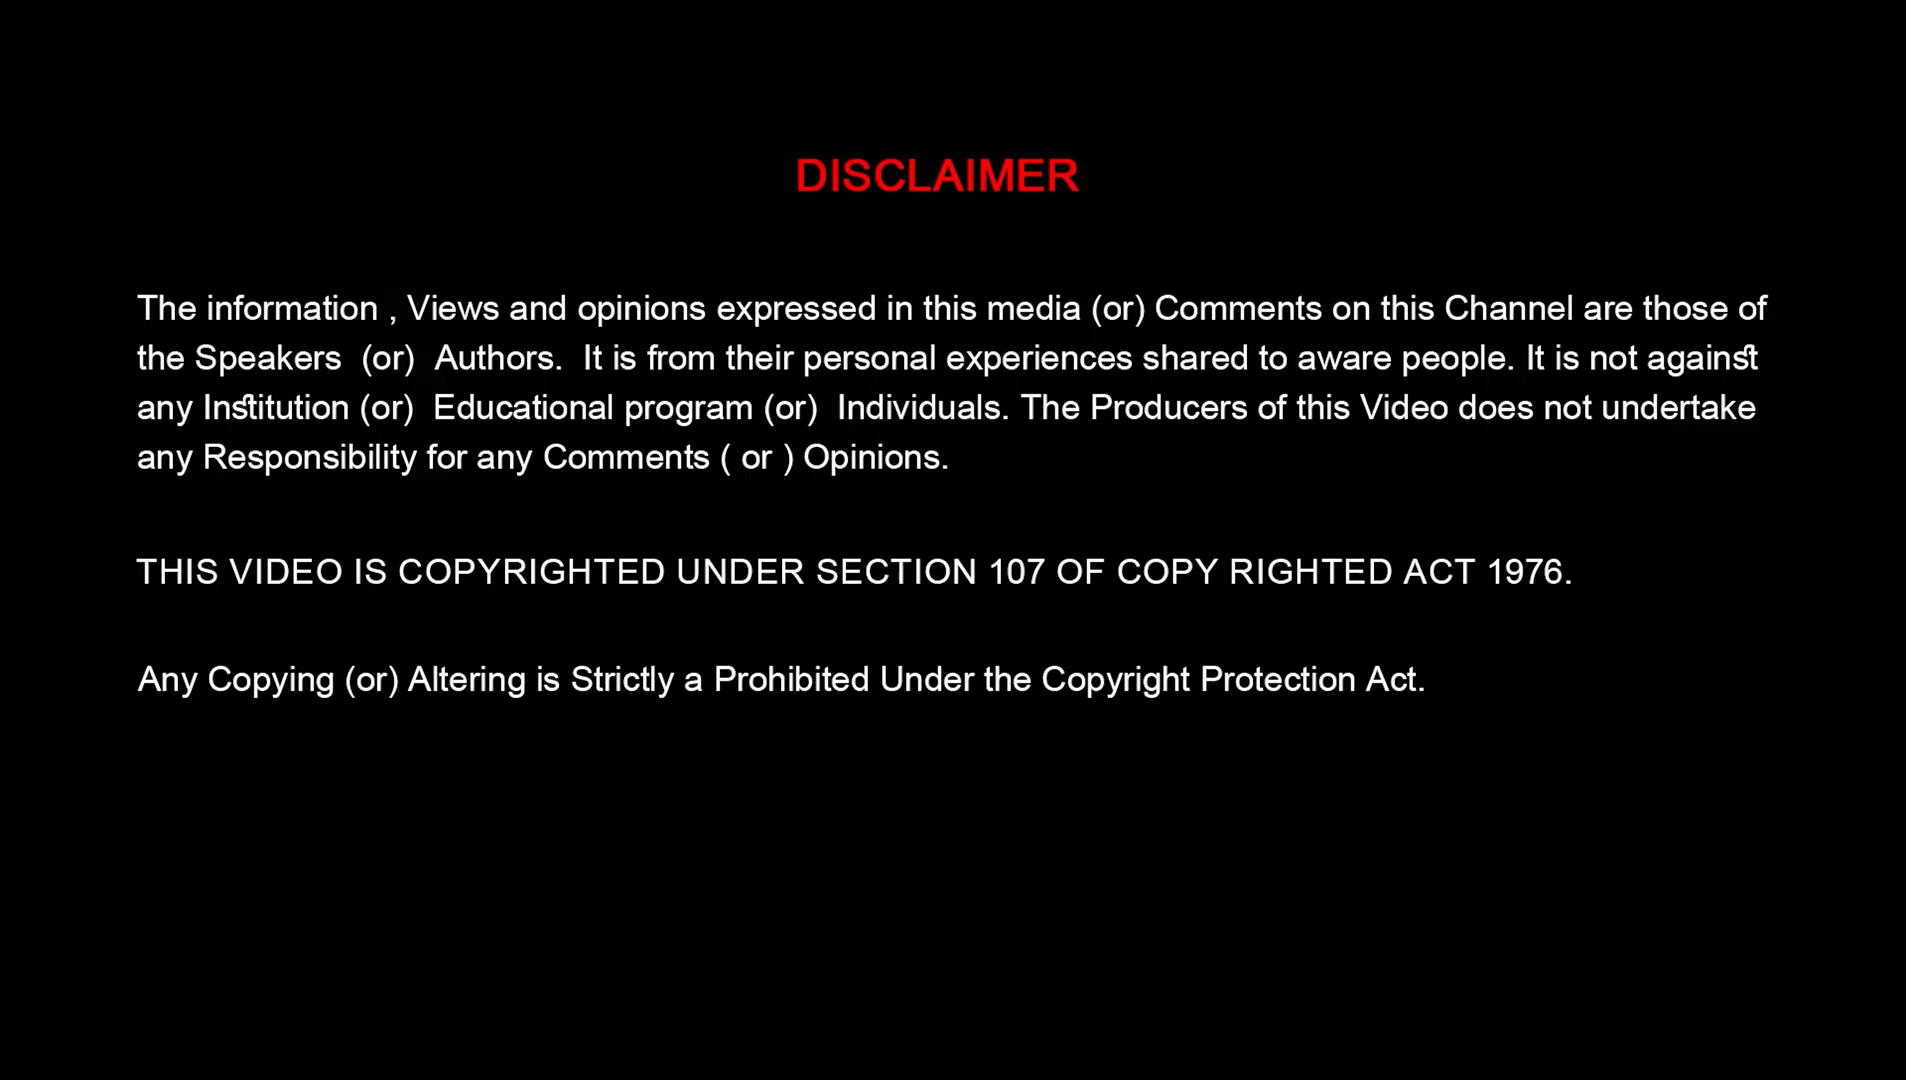 DISCLAIMER
The information , Views and opinions expressed in this media (or) Comments on this Channel are those of
the Speakers (or) Authors. It is from their personal experiences shared to aware people. It is not against
any Institution (or) Educational program (or) Individuals. The Producers of this Video does not undertake
any Responsibility for any Comments ( or ) Opinions.
THIS VIDEO IS COPYRIGHTED UNDER SECTION 107 OF COPY RIGHTED ACT 1976.
Any Copying (or) Altering is Strictly a Prohibited Under the Copyright Protection Act.